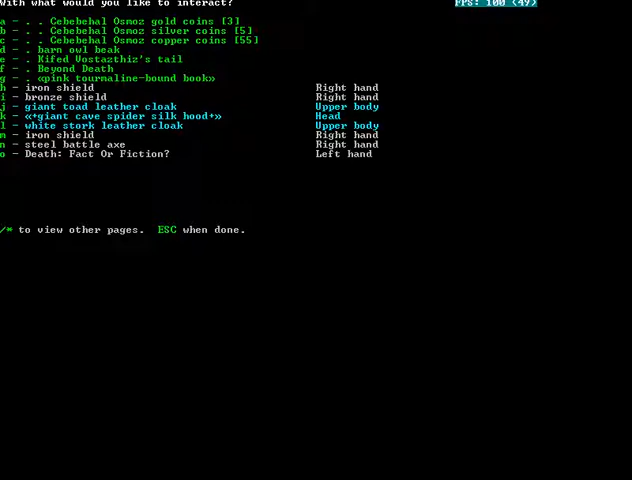 With what would you like to interact?
FPS: 100 (49)
a - . . Cebebehal Osmoz gold coins [3]
b - . . Cebebehal Osmoz silver coins [5]
c - . . Cebebehal Osmoz copper coins [55]
d - . barn owl beak
e - . Kifed Vostazthiz's tail
f - . Beyond Death
g - . «pink tourmaline-bound book»
h - iron shield Right hand
i - bronze shield Right hand
j - giant toad leather cloak Upper body
k - «+giant cave spider silk hood+» Head
l - white stork leather cloak Upper body
m - iron shield Right hand
n - steel battle axe Right hand
o - Death: Fact Or Fiction? Left hand
/* to view other pages. ESC when done.